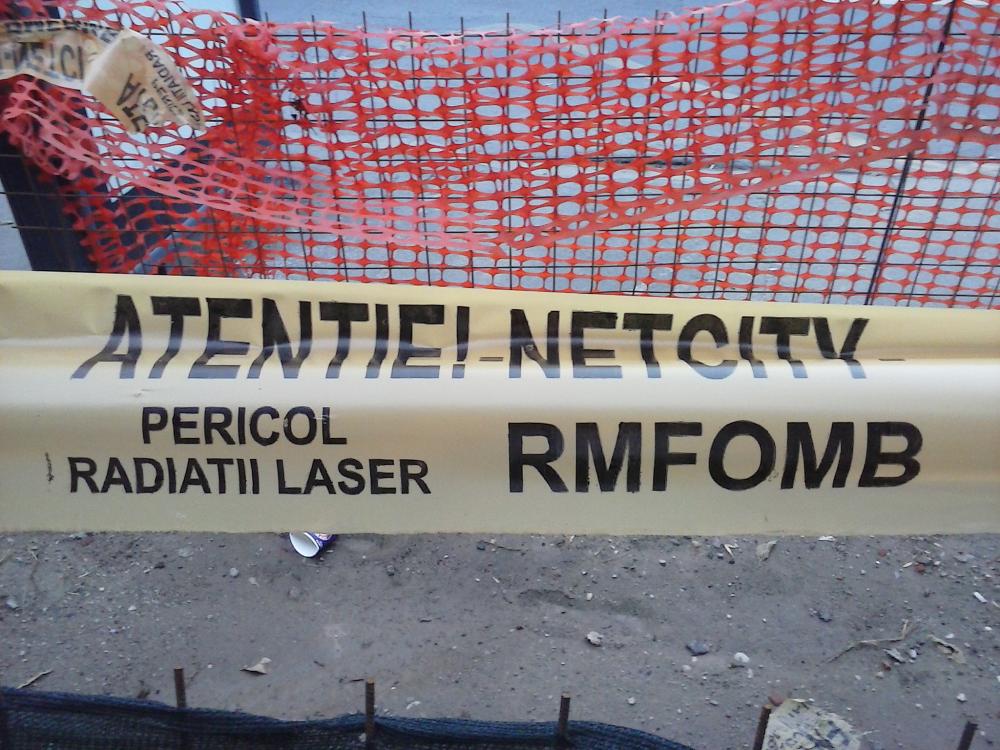 ATENTIE! - NETCITY -
PERICOL
RADIATII LASER
RMFOMB